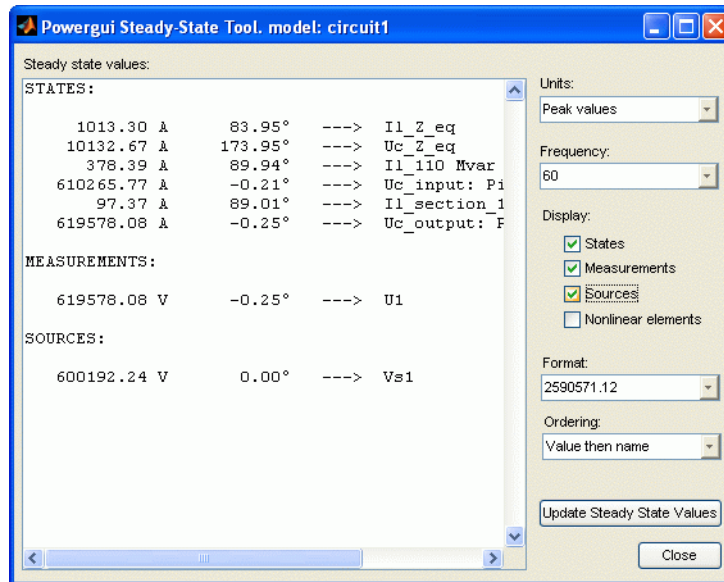 Powergui Steady-State Tool. model: circuit1
Steady state values:
STATES:
1013.30 A 83.95° ---> Il_Z_eq
10132.67 A 173.95° ---> Uc_Z_eq
378.39 A 89.94° ---> Il_110 Mvar
610265.77 A -0.21° ---> Uc_input: Pi
97.37 A 89.01° ---> Il_section_1
619578.08 A -0.25° ---> Uc_output: P
MEASUREMENTS:
619578.08 V -0.25° ---> U1
SOURCES:
600192.24 V 0.00° ---> Vs1
Units:
Peak values
Frequency:
60
Display:
States
Measurements
Sources
Nonlinear elements
Format:
2590571.12
Ordering:
Value then name
Update Steady State Values
Close